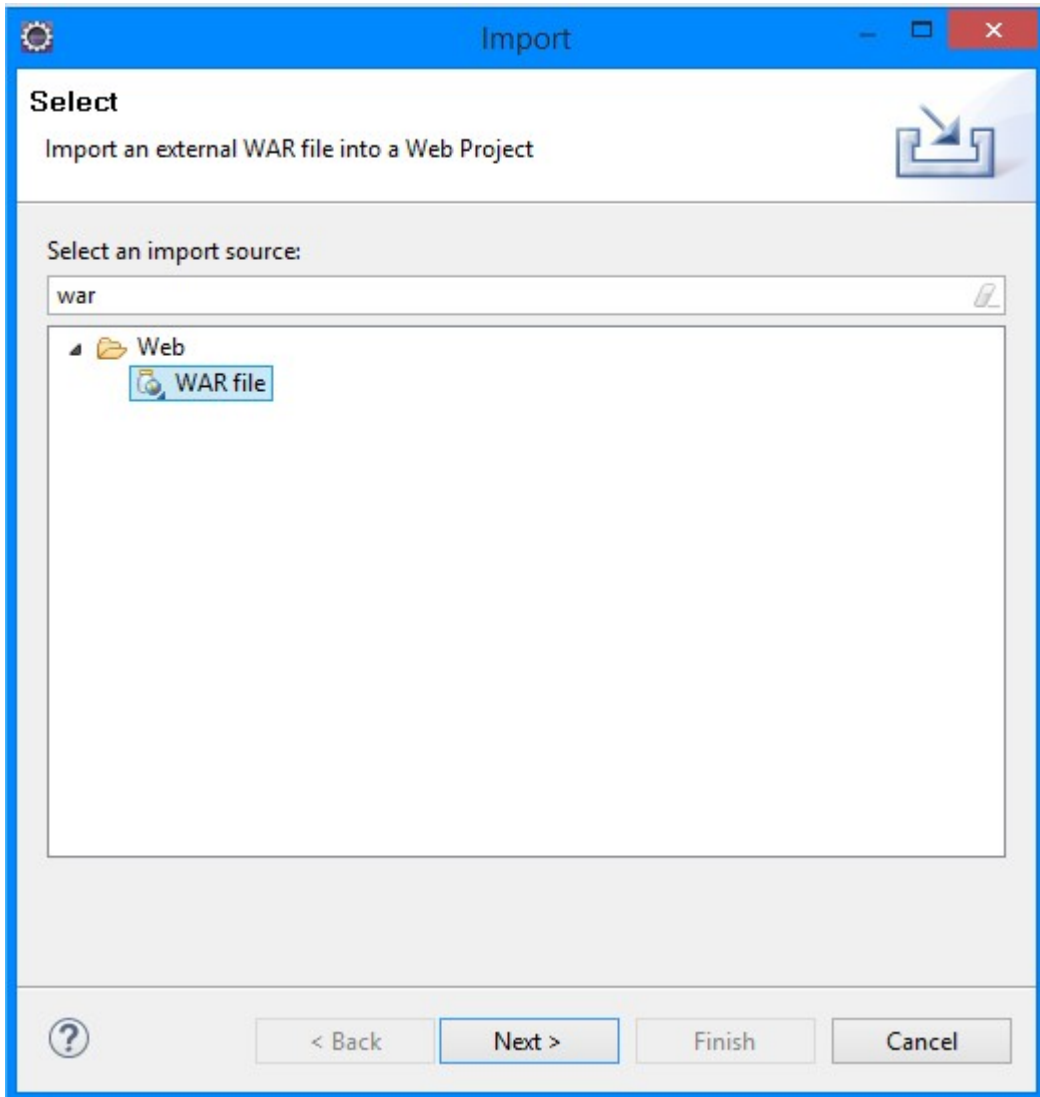 Import
Select
Import an external WAR file into a Web Project
Select an import source:
war
Web
WAR file
?
< Back
Next >
Finish
Cancel